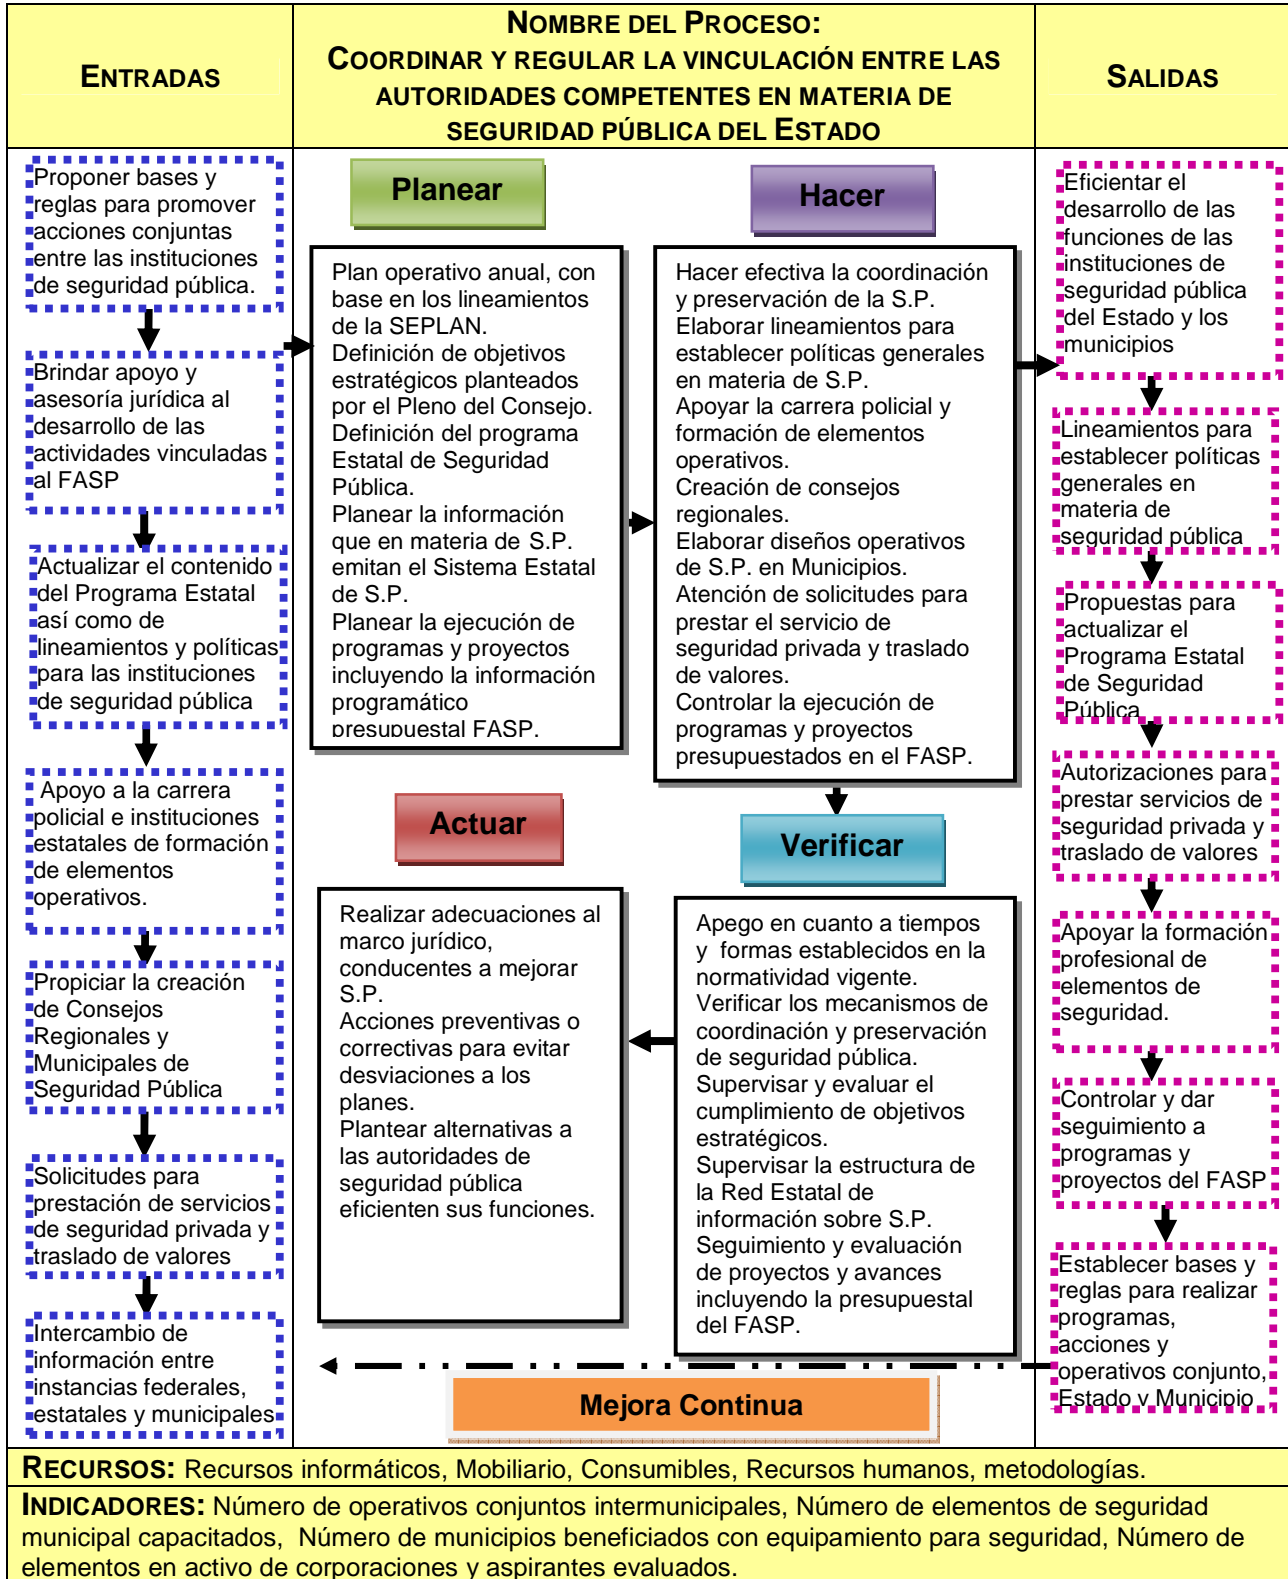 ENTRADAS
NOMBRE DEL PROCESO:
COORDINAR Y REGULAR LA VINCULACIÓN ENTRE LAS
AUTORIDADES COMPETENTES EN MATERIA DE
SEGURIDAD PÚBLICA DEL ESTADO
SALIDAS
Proponer bases y
reglas para promover
acciones conjuntas
entre las instituciones
de seguridad pública.
Brindar apoyo y
asesoría jurídica al
desarrollo de las
actividades vinculadas
al FASP
Actualizar el contenido
del Programa Estatal
así como de
lineamientos y políticas
para las instituciones
de seguridad pública
Apoyo a la carrera
policial e instituciones
estatales de formación
de elementos
operativos.
Propiciar la creación
de Consejos
Regionales y
Municipales de
Seguridad Pública
Solicitudes para
prestación de servicios
de seguridad privada y
traslado de valores
Intercambio de
información entre
instancias federales,
estatales y municipales
Planear
Plan operativo anual, con
base en los lineamientos
de la SEPLAN.
Definición de objetivos
estratégicos planteados
por el Pleno del Consejo.
Definición del programa
Estatal de Seguridad
Pública.
Planear la información
que en materia de S.P.
emitan el Sistema Estatal
de S.P.
Planear la ejecución de
programas y proyectos
incluyendo la información
programático
presupuestal FASP.
Hacer
Hacer efectiva la coordinación
y preservación de la S.P.
Elaborar lineamientos para
establecer políticas generales
en materia de S.P.
Apoyar la carrera policial y
formación de elementos
operativos.
Creación de consejos
regionales.
Elaborar diseños operativos
de S.P. en Municipios.
Atención de solicitudes para
prestar el servicio de
seguridad privada y traslado
de valores.
Controlar la ejecución de
programas y proyectos
presupuestados en el FASP.
Actuar
Realizar adecuaciones al
marco jurídico,
conducentes a mejorar
S.P.
Acciones preventivas o
correctivas para evitar
desviaciones a los
planes.
Plantear alternativas a
las autoridades de
seguridad pública
eficienten sus funciones.
Verificar
Apego en cuanto a tiempos
y formas establecidos en la
normatividad vigente.
Verificar los mecanismos de
coordinación y preservación
de seguridad pública.
Supervisar y evaluar el
cumplimiento de objetivos
estratégicos.
Supervisar la estructura de
la Red Estatal de
información sobre S.P.
Seguimiento y evaluación
de proyectos y avances
incluyendo la presupuestal
del FASP.
Mejora Continua
Eficientar el
desarrollo de las
funciones de las
instituciones de
seguridad pública
del Estado y los
municipios
Lineamientos para
establecer políticas
generales en
materia de
seguridad pública
Propuestas para
actualizar el
Programa Estatal
de Seguridad
Pública
Autorizaciones para
prestar servicios de
seguridad privada y
traslado de valores
Apoyar la formación
profesional de
elementos de
seguridad.
Controlar y dar
seguimiento a
programas y
proyectos del FASP
Establecer bases y
reglas para realizar
programas,
acciones y
operativos conjunto,
Estado y Municipio
RECURSOS: Recursos informáticos, Mobiliario, Consumibles, Recursos humanos, metodologías.
INDICADORES: Número de operativos conjuntos intermunicipales, Número de elementos de seguridad
municipal capacitados, Número de municipios beneficiados con equipamiento para seguridad, Número de
elementos en activo de corporaciones y aspirantes evaluados.